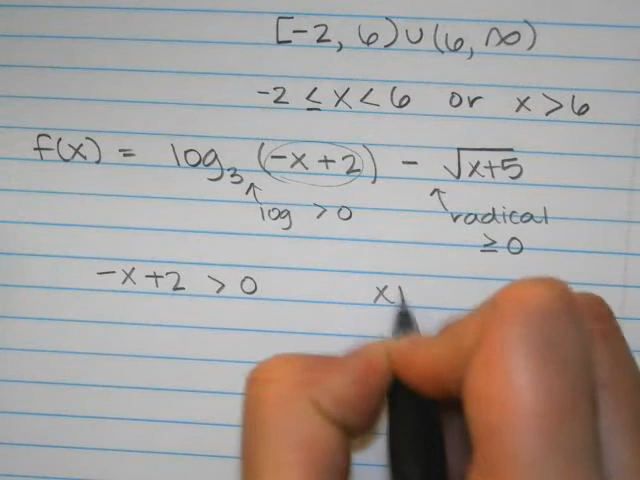 [-2, 6) ∪ (6, ∞)
-2 ≤ x < 6 or x > 6
f(x) = log₃ (-x + 2) - √x+5
log > 0
radical
≥ 0
-x + 2 > 0 x